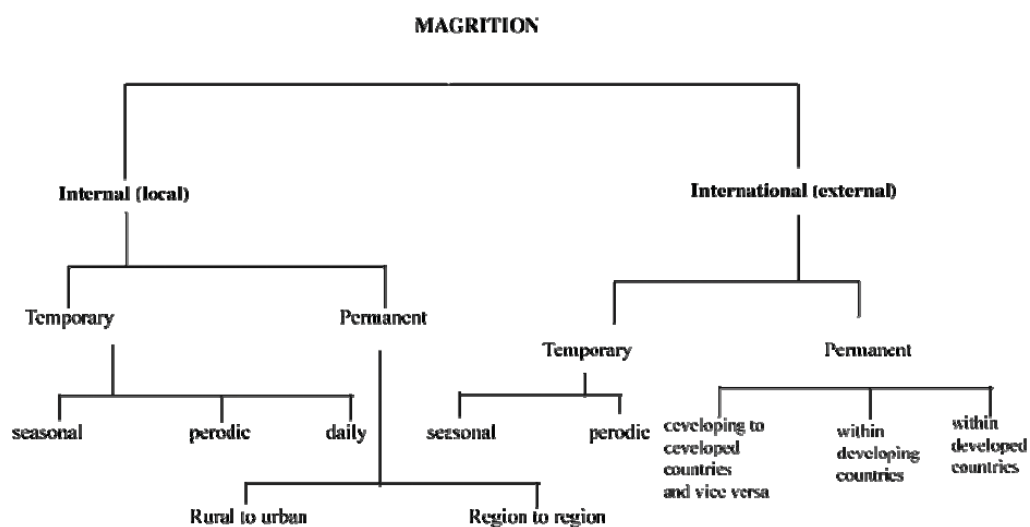 MAGRITION
Internal (local)
International (external)
Temporary
Permanent
Temporary
Permanent
seasonal
perodic
daily
seasonal
perodic
ceveloping to
ceveloped
countries
and vice versa
within
developing
countries
within
developed
countries
Rural to urban
Region to region